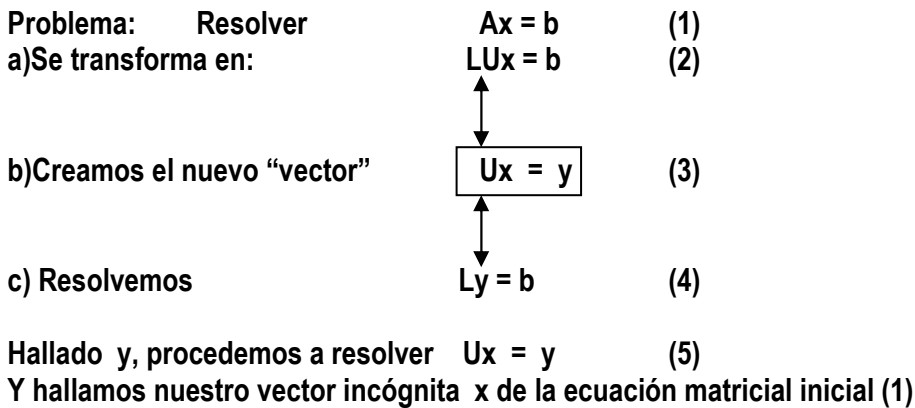 Problema: Resolver Ax = b (1)
a)Se transforma en: LUx = b (2)
b)Creamos el nuevo “vector” Ux = y (3)
c) Resolvemos Ly = b (4)
Hallado y, procedemos a resolver Ux = y (5)
Y hallamos nuestro vector incógnita x de la ecuación matricial inicial (1)